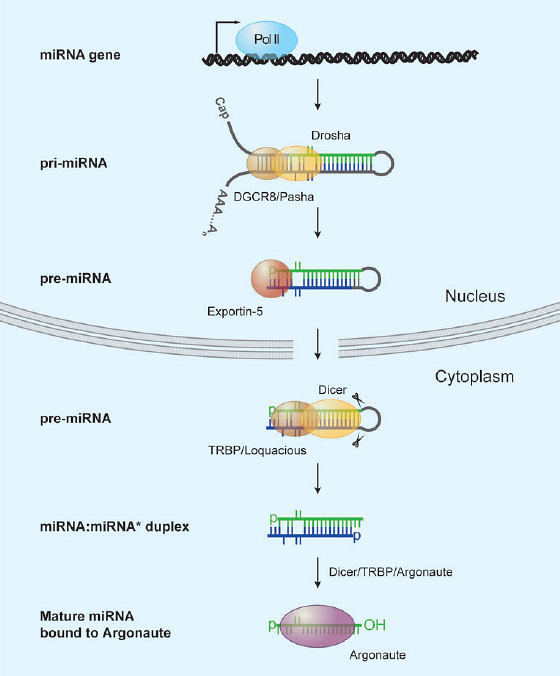 Pol II
miRNA gene
Cap
Drosha
pri-miRNA
AAA...An
DGCR8/Pasha
pre-miRNA
p
Exportin-5
Nucleus
Cytoplasm
Dicer
p
pre-miRNA
TRBP/Loquacious
p
miRNA:miRNA* duplex
p
Dicer/TRBP/Argonaute
Mature miRNA
bound to Argonaute
p
OH
Argonaute